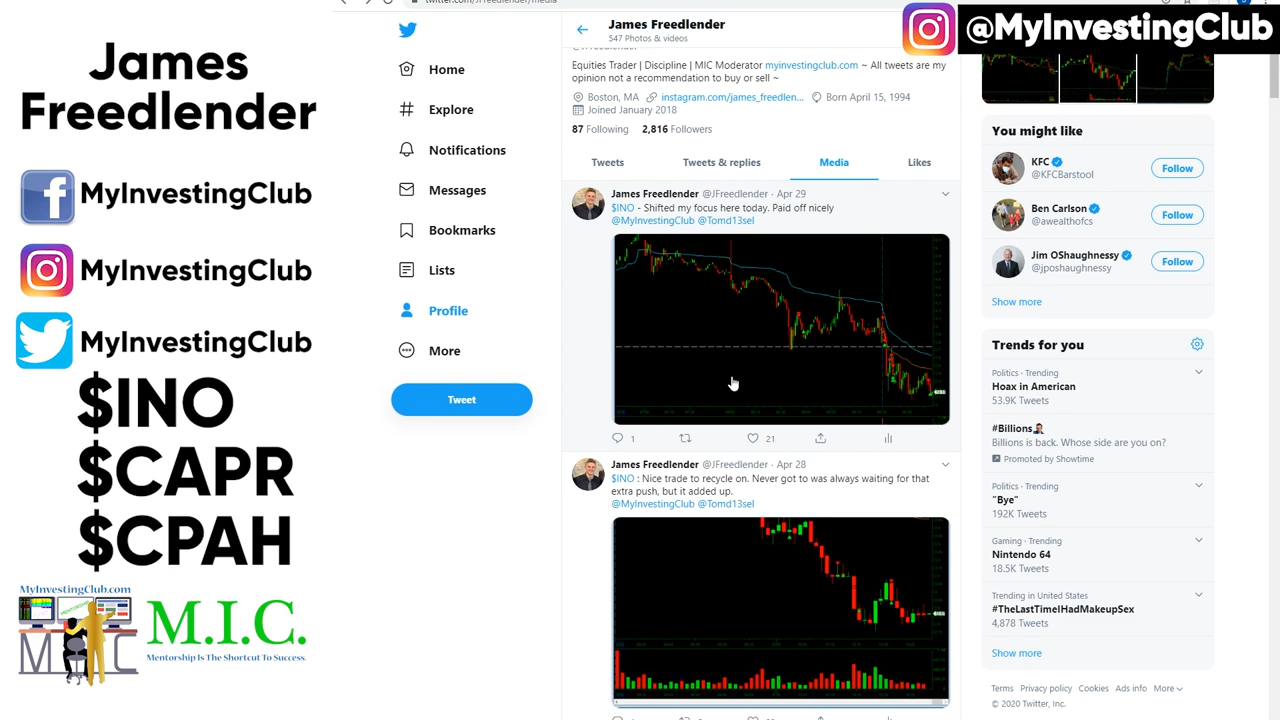 James
Freedlender
MyInvestingClub
MyInvestingClub
MyInvestingClub
$INO
$CAPR
$CPAH
MyInvestingClub.com
MIC
M.I.C.
Mentorship Is The Shortcut To Success.
Home
Explore
Notifications
Messages
Bookmarks
Lists
Profile
More
Tweet
James Freedlender
547 Photos & videos
Equities Trader | Discipline | MIC Moderator myinvestingclub.com ~ All tweets are my
opinion not a recommendation to buy or sell ~
Boston, MA instagram.com/james_freedlen... Born April 15, 1994
Joined January 2018
87 Following 2,816 Followers
Tweets Tweets & replies Media Likes
James Freedlender @JFreedlender · Apr 29
$INO - Shifted my focus here today. Paid off nicely
@MyInvestingClub @Tomd13sel
1 21
James Freedlender @JFreedlender · Apr 28
$INO : Nice trade to recycle on. Never got to was always waiting for that
extra push, but it added up.
@MyInvestingClub @Tomd13sel
@MyInvestingClub
You might like
KFC
@KFCBarstool
Follow
Ben Carlson
@awealthofcs
Follow
Jim OShaughnessy
@jposhaughnessy
Follow
Show more
Trends for you
Politics · Trending
Hoax in American
53.9K Tweets
#Billions
Billions is back. Whose side are you on?
Promoted by Showtime
Politics · Trending
"Bye"
192K Tweets
Gaming · Trending
Nintendo 64
18.5K Tweets
Trending in United States
#TheLastTimeIHadMakeupSex
4,878 Tweets
Show more
Terms Privacy policy Cookies Ads info More
© 2020 Twitter, Inc.